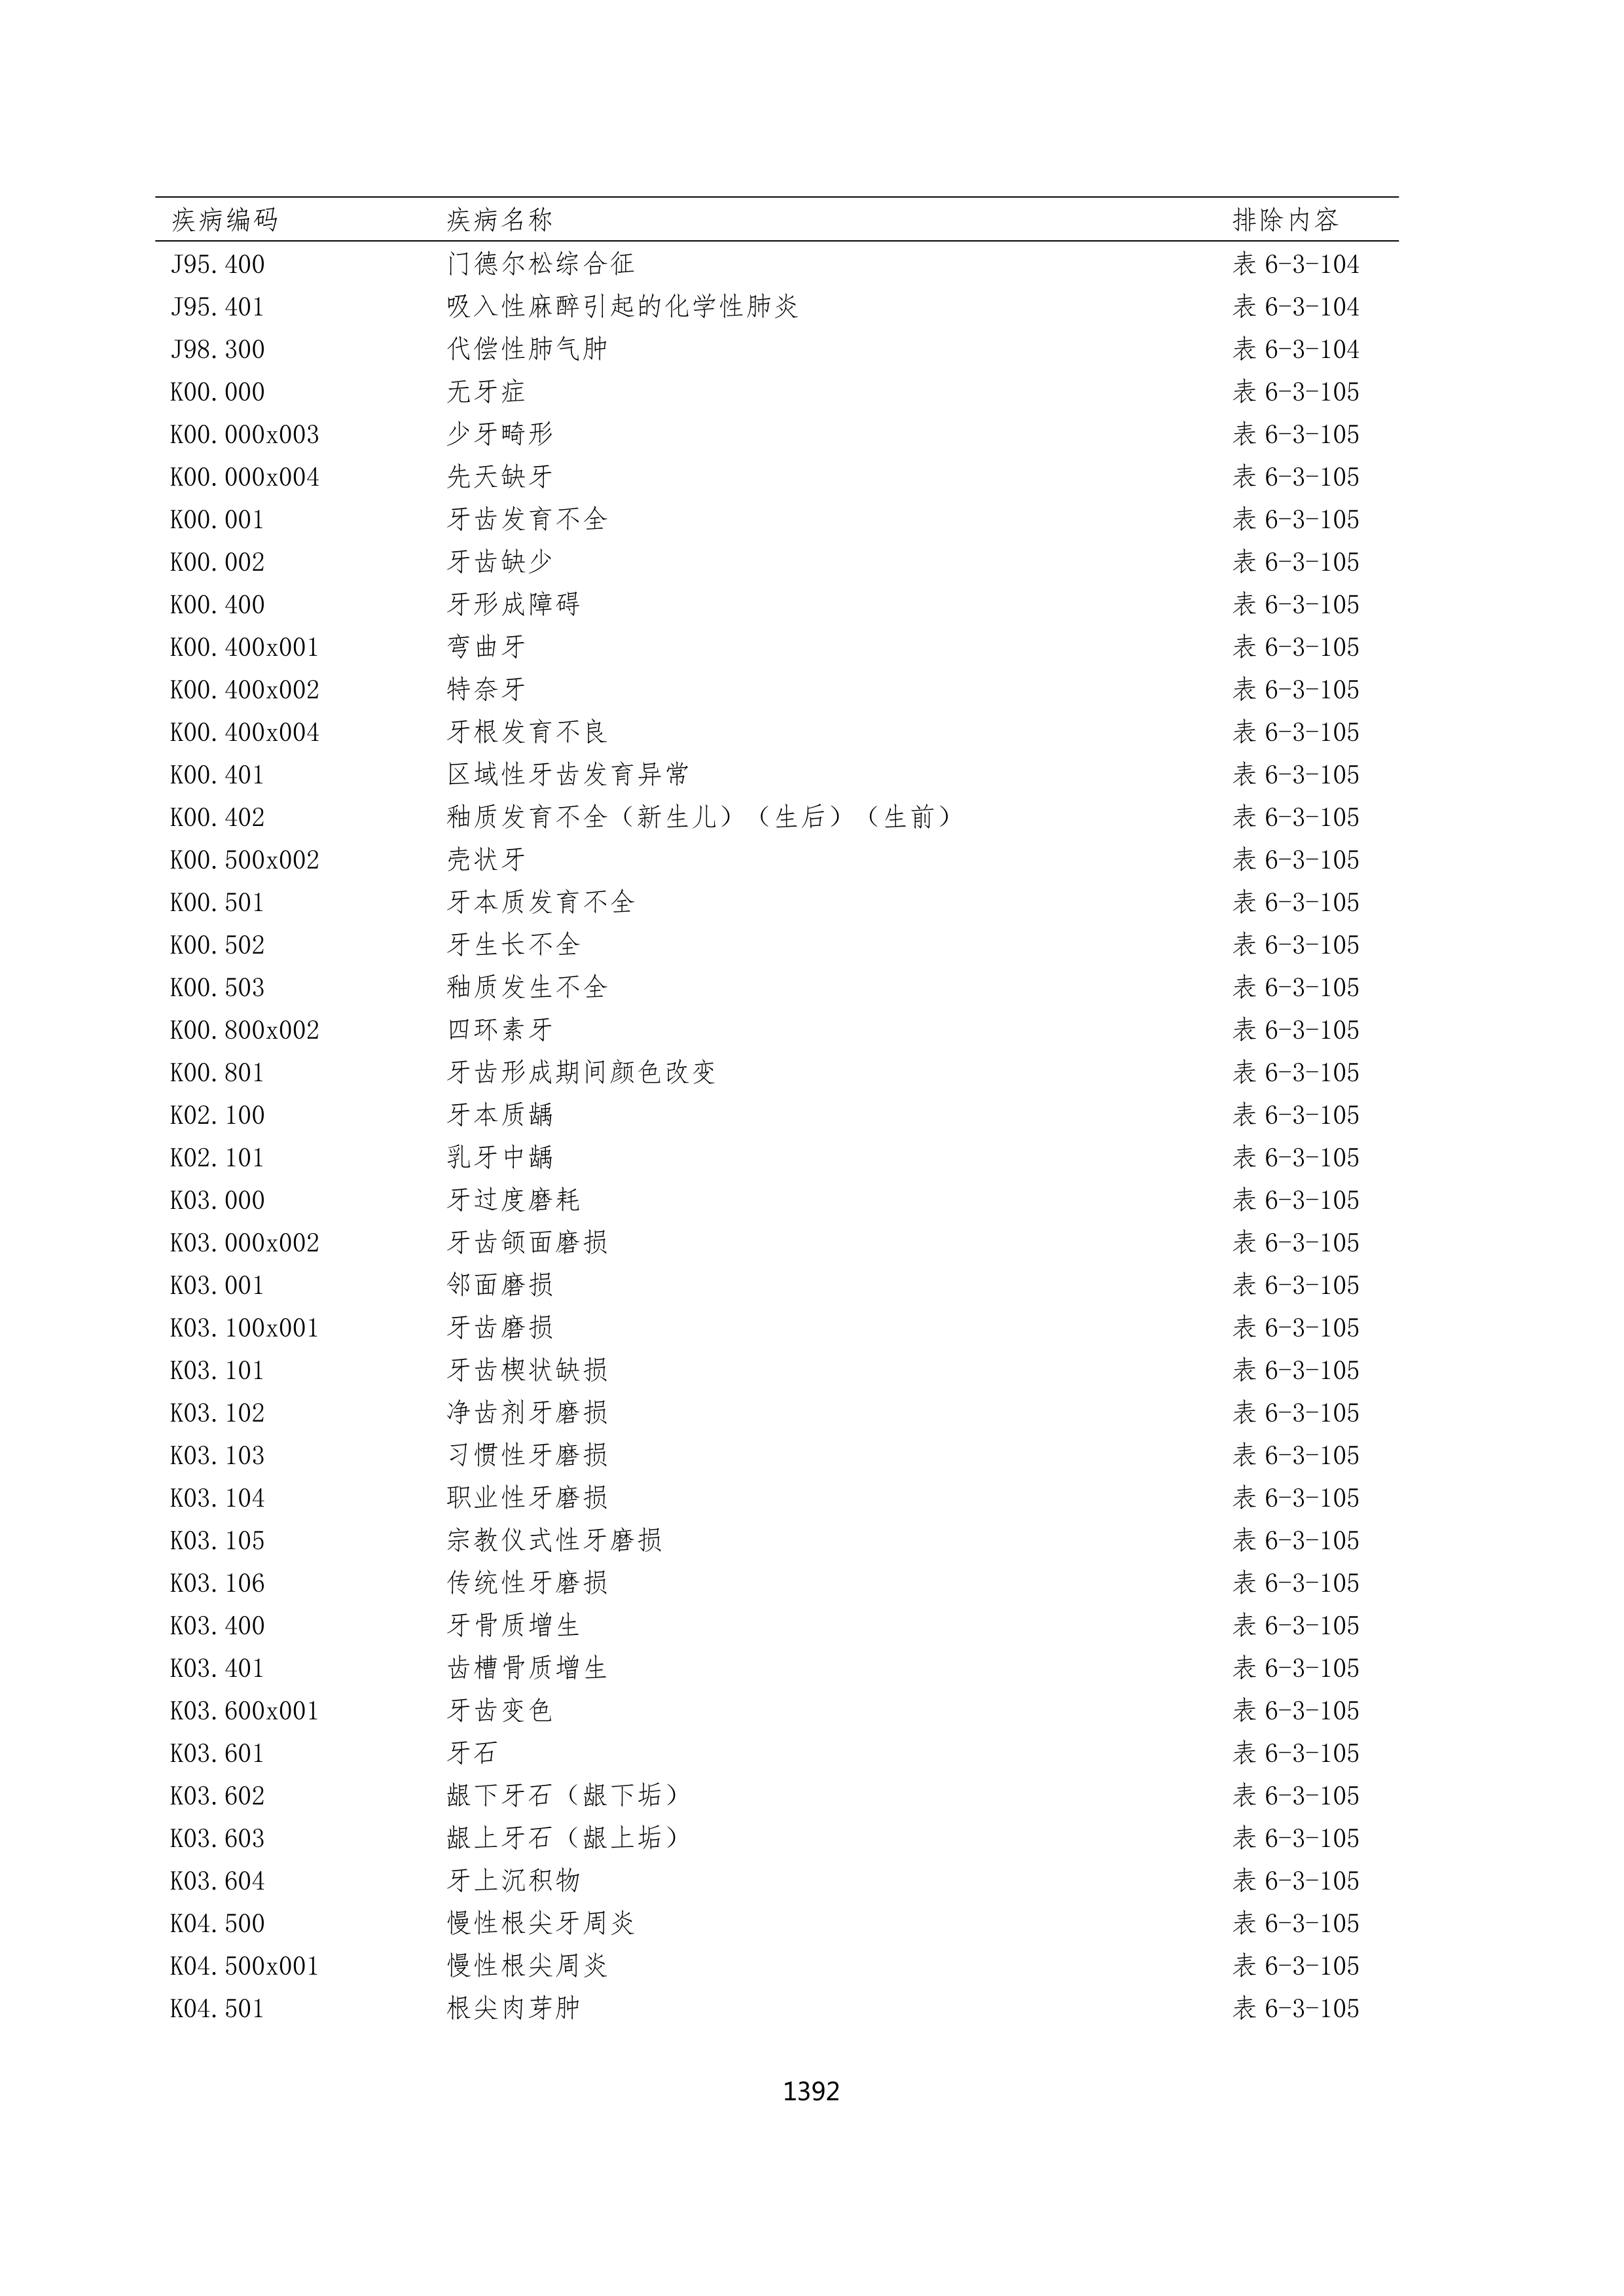 疾病编码 疾病名称 排除内容
J95.400 门德尔松综合征 表 6-3-104
J95.401 吸入性麻醉引起的化学性肺炎 表 6-3-104
J98.300 代偿性肺气肿 表 6-3-104
K00.000 无牙症 表 6-3-105
K00.000x003 少牙畸形 表 6-3-105
K00.000x004 先天缺牙 表 6-3-105
K00.001 牙齿发育不全 表 6-3-105
K00.002 牙齿缺少 表 6-3-105
K00.400 牙形成障碍 表 6-3-105
K00.400x001 弯曲牙 表 6-3-105
K00.400x002 特奈牙 表 6-3-105
K00.400x004 牙根发育不良 表 6-3-105
K00.401 区域性牙齿发育异常 表 6-3-105
K00.402 釉质发育不全（新生儿）（生后）（生前） 表 6-3-105
K00.500x002 壳状牙 表 6-3-105
K00.501 牙本质发育不全 表 6-3-105
K00.502 牙生长不全 表 6-3-105
K00.503 釉质发生不全 表 6-3-105
K00.800x002 四环素牙 表 6-3-105
K00.801 牙齿形成期间颜色改变 表 6-3-105
K02.100 牙本质龋 表 6-3-105
K02.101 乳牙中龋 表 6-3-105
K03.000 牙过度磨耗 表 6-3-105
K03.000x002 牙齿颌面磨损 表 6-3-105
K03.001 邻面磨损 表 6-3-105
K03.100x001 牙齿磨损 表 6-3-105
K03.101 牙齿楔状缺损 表 6-3-105
K03.102 净齿剂牙磨损 表 6-3-105
K03.103 习惯性牙磨损 表 6-3-105
K03.104 职业性牙磨损 表 6-3-105
K03.105 宗教仪式性牙磨损 表 6-3-105
K03.106 传统性牙磨损 表 6-3-105
K03.400 牙骨质增生 表 6-3-105
K03.401 齿槽骨质增生 表 6-3-105
K03.600x001 牙齿变色 表 6-3-105
K03.601 牙石 表 6-3-105
K03.602 龈下牙石（龈下垢） 表 6-3-105
K03.603 龈上牙石（龈上垢） 表 6-3-105
K03.604 牙上沉积物 表 6-3-105
K04.500 慢性根尖牙周炎 表 6-3-105
K04.500x001 慢性根尖周炎 表 6-3-105
K04.501 根尖肉芽肿 表 6-3-105
1392